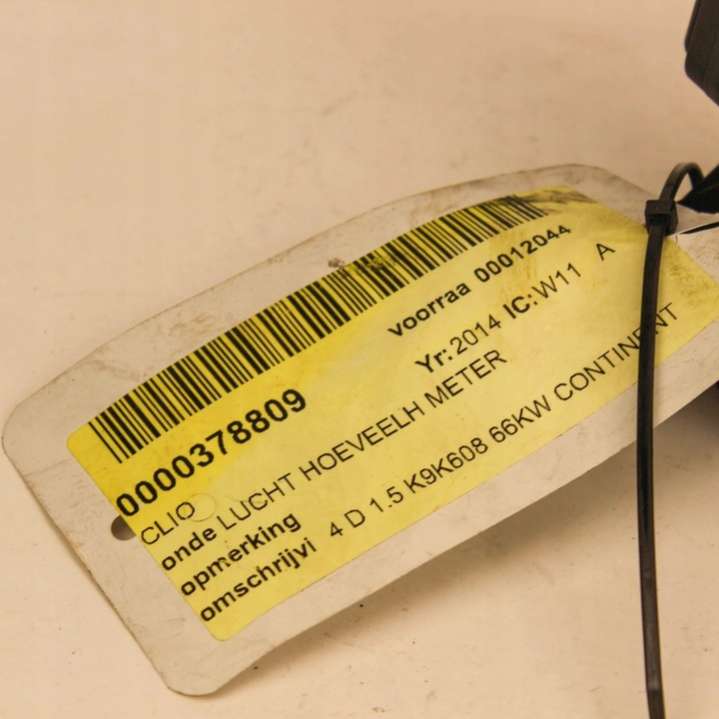 0000378809 voorraa 00012044
CLIO Yr: 2014 IC: W11 A
onde LUCHT HOEVEELH METER
opmerking
omschrijvi 4 D 1.5 K9K608 66KW CONTINENT